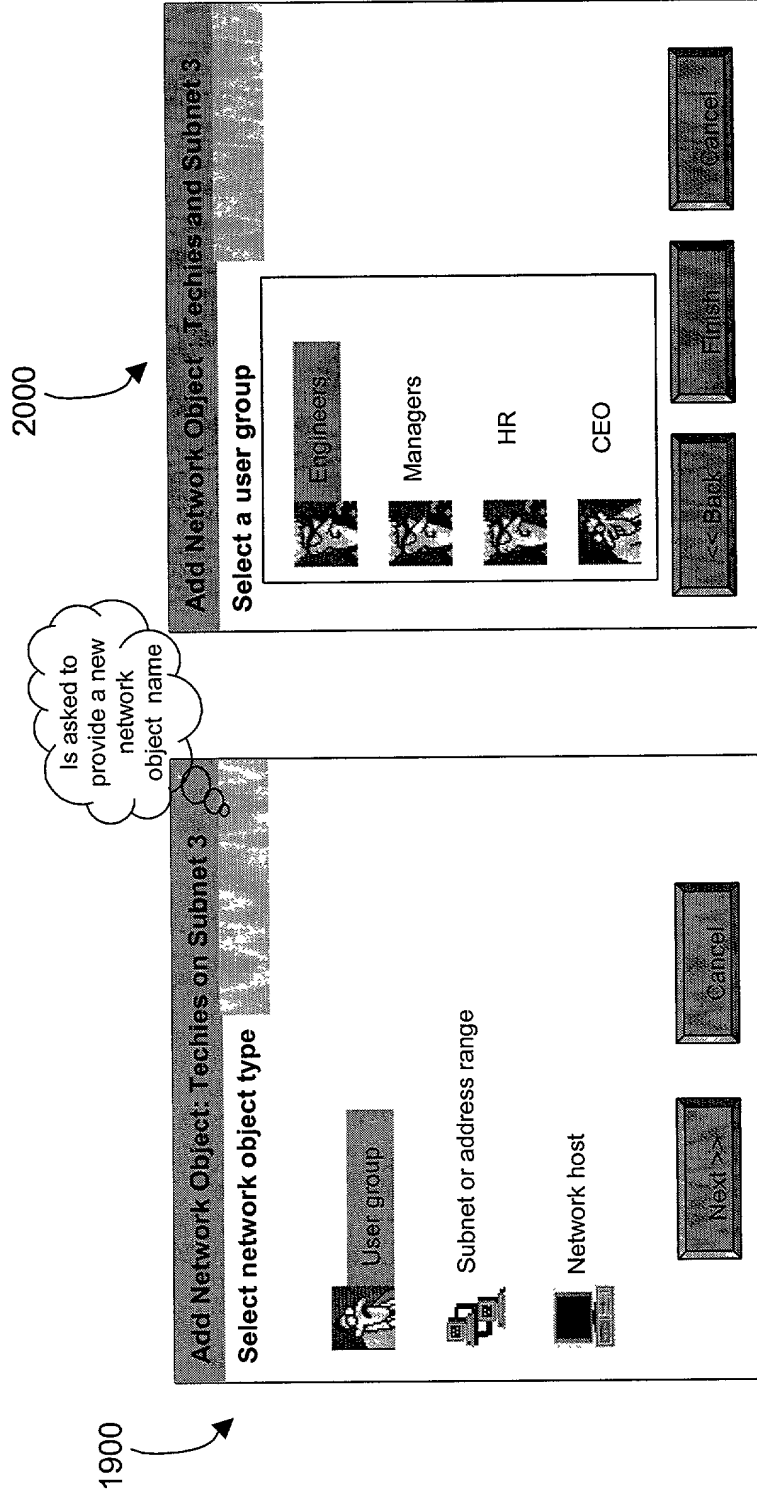 1900
Add Network Object: Techies on Subnet 3
Select network object type
User group
Subnet or address range
Network host
Next >>
Cancel
Is asked to
provide a new
network
object name
2000
Add Network Object : Techies and Subnet 3
Select a user group
Engineers
Managers
HR
CEO
<< Back
Finish
Cancel